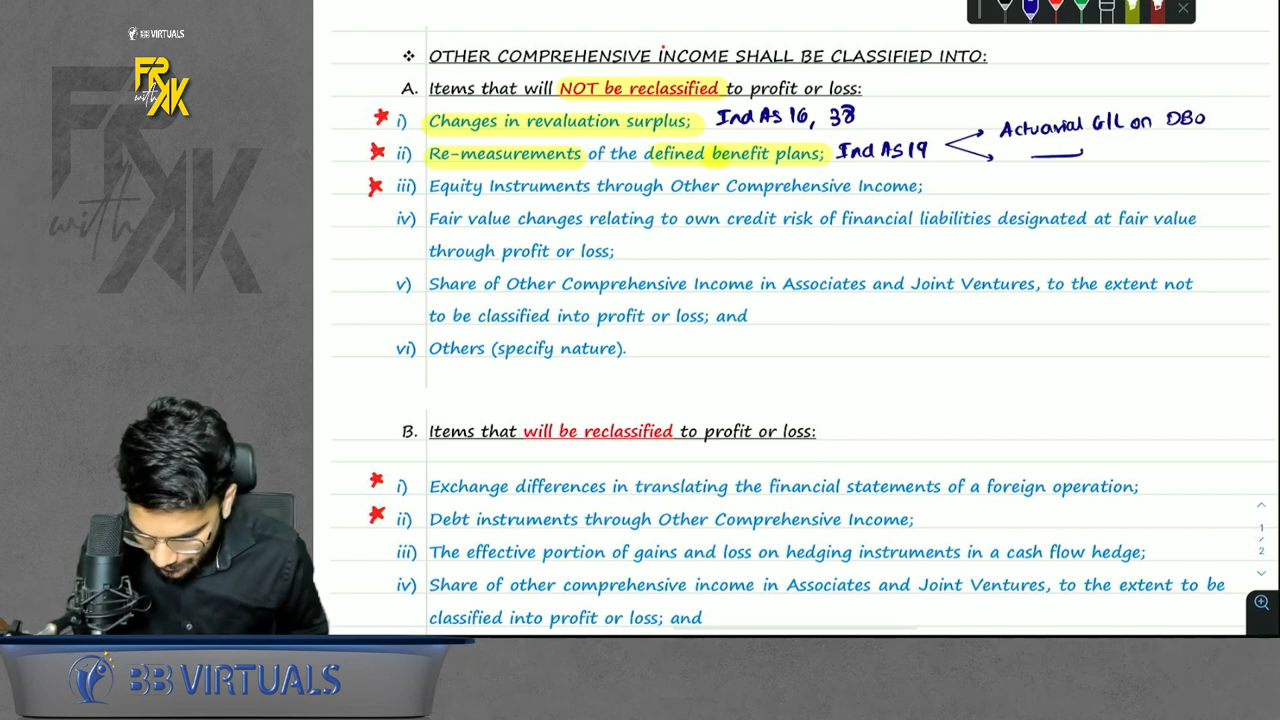 BB VIRTUALS
FR
with
AK
FR
with
AK
❖ OTHER COMPREHENSIVE INCOME SHALL BE CLASSIFIED INTO:
A. Items that will NOT be reclassified to profit or loss:
i) Changes in revaluation surplus; Ind AS 16, 38
Actuarial G/L on DBO
ii) Re-measurements of the defined benefit plans; Ind AS 19
iii) Equity Instruments through Other Comprehensive Income;
iv) Fair value changes relating to own credit risk of financial liabilities designated at fair value
through profit or loss;
v) Share of Other Comprehensive Income in Associates and Joint Ventures, to the extent not
to be classified into profit or loss; and
vi) Others (specify nature).
B. Items that will be reclassified to profit or loss:
i) Exchange differences in translating the financial statements of a foreign operation;
ii) Debt instruments through Other Comprehensive Income;
iii) The effective portion of gains and loss on hedging instruments in a cash flow hedge;
iv) Share of other comprehensive income in Associates and Joint Ventures, to the extent to be
classified into profit or loss; and
1
/
2
BB VIRTUALS